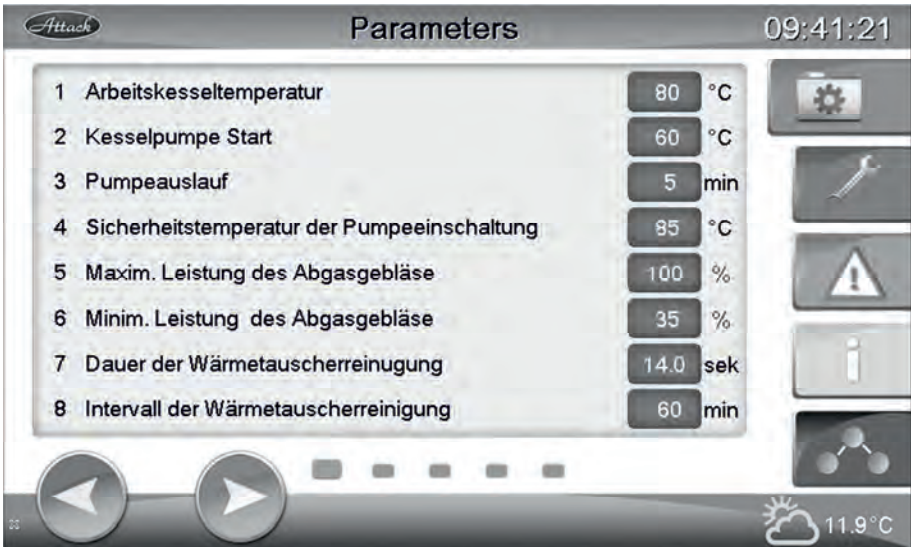 Attack Parameters 09:41:21
1 Arbeitskesseltemperatur 80 °C
2 Kesselpumpe Start 60 °C
3 Pumpeauslauf 5 min
4 Sicherheitstemperatur der Pumpeeinschaltung 85 °C
5 Maxim. Leistung des Abgasgebläse 100 %
6 Minim. Leistung des Abgasgebläse 35 %
7 Dauer der Wärmetauscherreinugung 14.0 sek
8 Intervall der Wärmetauscherreinigung 60 min
11.9°C